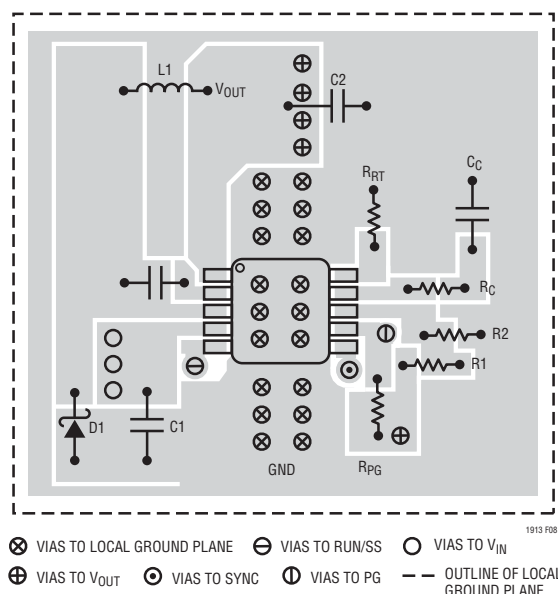 L1
VOUT
C2
RRT
CC
RC
R2
R1
D1
C1
GND
RPG
1913 F08
VIAS TO LOCAL GROUND PLANE
VIAS TO RUN/SS
VIAS TO VIN
VIAS TO VOUT
VIAS TO SYNC
VIAS TO PG
OUTLINE OF LOCAL
GROUND PLANE